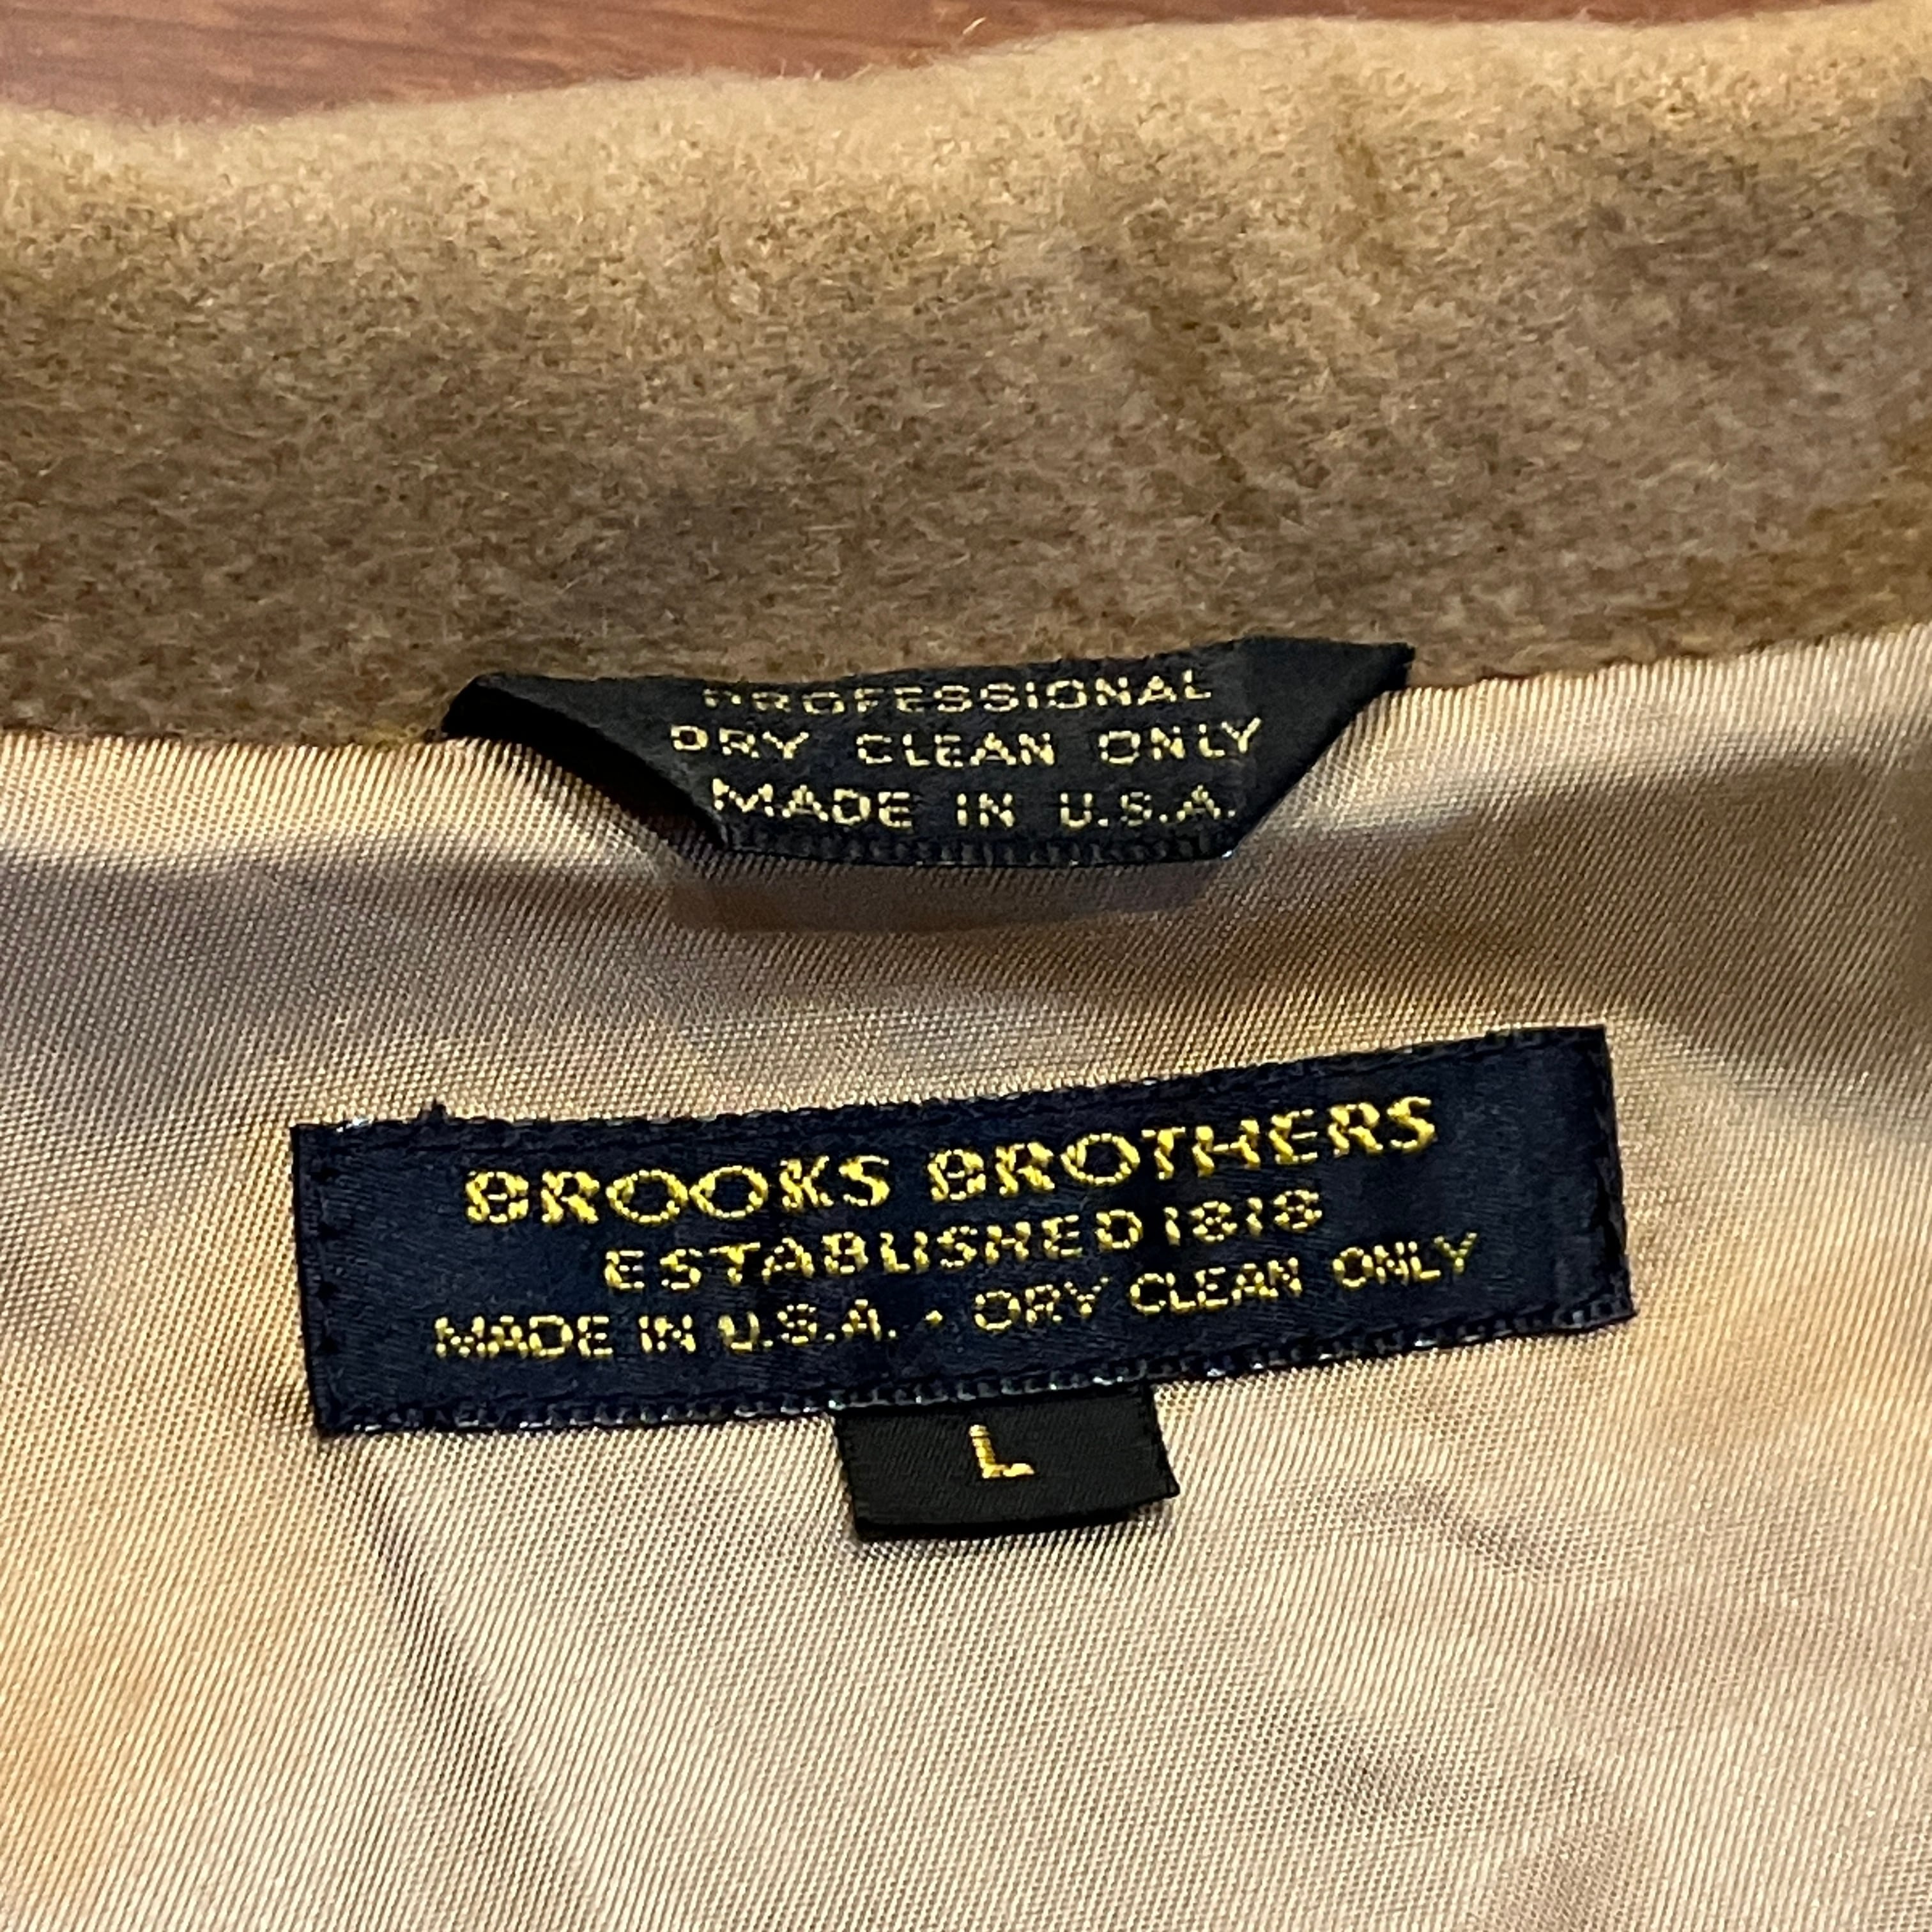 PROFESSIONAL
DRY CLEAN ONLY
MADE IN U.S.A.
BROOKS BROTHERS
ESTABLISHED 1818
MADE IN U.S.A. • DRY CLEAN ONLY
L